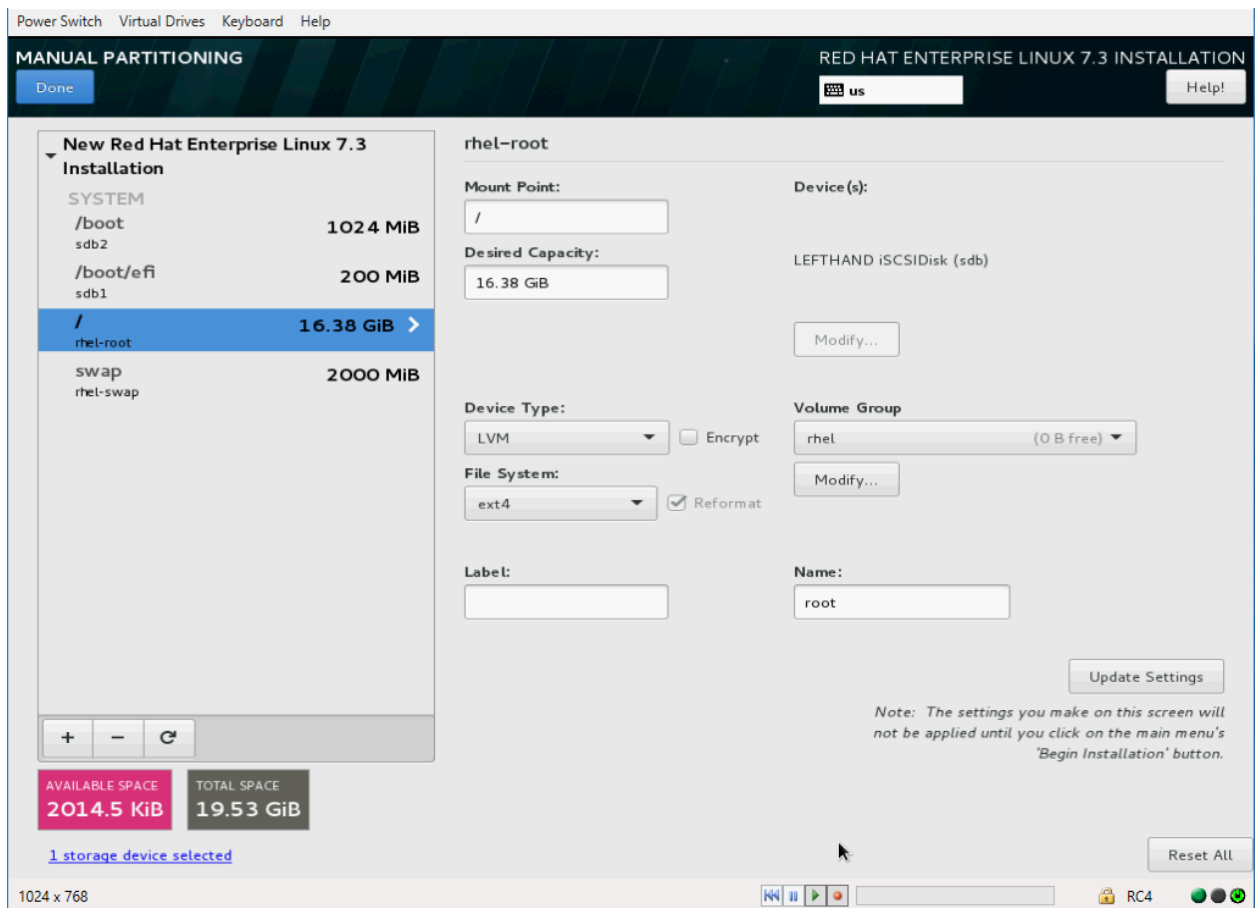 Power Switch Virtual Drives Keyboard Help
MANUAL PARTITIONING
RED HAT ENTERPRISE LINUX 7.3 INSTALLATION
Done
us
Help!
New Red Hat Enterprise Linux 7.3
Installation
SYSTEM
/boot
1024 MiB
sdb2
/boot/efi
200 MiB
sdb1
/
16.38 GiB
rhel-root
swap
2000 MiB
rhel-swap
+ −
AVAILABLE SPACE
2014.5 KiB
TOTAL SPACE
19.53 GiB
1 storage device selected
rhel-root
Mount Point:
/
Desired Capacity:
16.38 GiB
Device(s):
LEFTHAND iSCSIDisk (sdb)
Modify...
Device Type:
LVM
Encrypt
Volume Group
rhel (0 B free)
File System:
ext4
Reformat
Modify...
Label:
Name:
root
Update Settings
Note: The settings you make on this screen will
not be applied until you click on the main menu's
'Begin Installation' button.
Reset All
1024 x 768
RC4